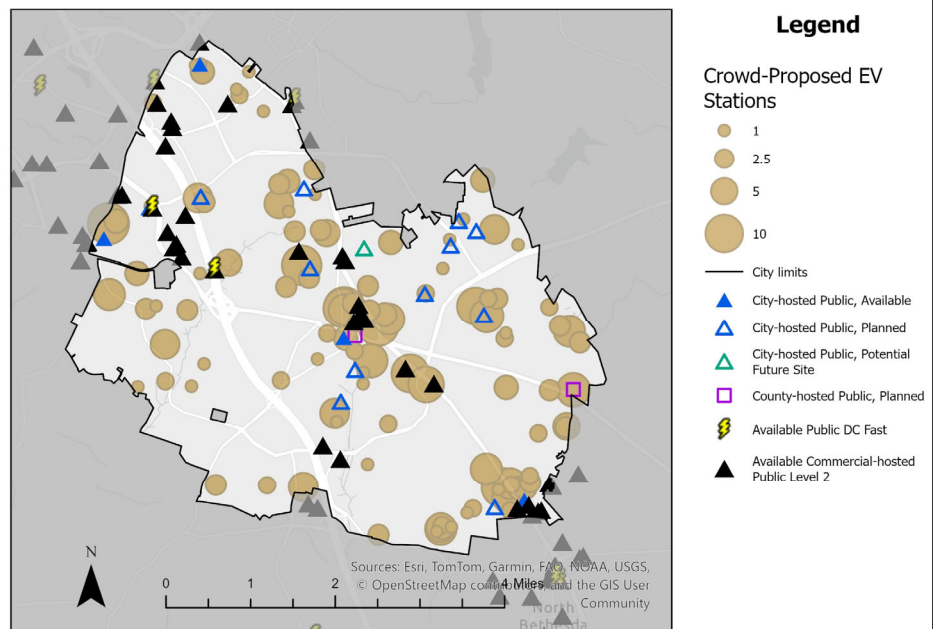 Legend
Crowd-Proposed EV
Stations
1
2.5
5
10
City limits
City-hosted Public, Available
City-hosted Public, Planned
City-hosted Public, Potential
Future Site
County-hosted Public, Planned
Available Public DC Fast
Available Commercial-hosted
Public Level 2
N
0
1
2
4 Miles
Sources: Esri, TomTom, Garmin, FAO, NOAA, USGS,
© OpenStreetMap contributors, and the GIS User
Community
North
Bethesda